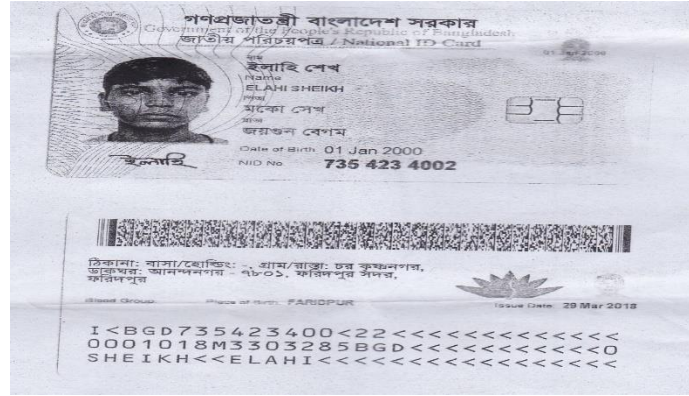 গণপ্রজাতন্ত্রী বাংলাদেশ সরকার
Government of the People's Republic of Bangladesh
জাতীয় পরিচয়পত্র / National ID Card
নাম
ইলাহি শেখ
Name
ELAHI SHEIKH
পিতা
মকো সেখ
মাতা
জয়গুন বেগম
Date of Birth 01 Jan 2000
NID No 735 423 4002
ইলাহি
ঠিকানা: বাসা/হোল্ডিং: -, গ্রাম/রাস্তা: চর কৃষ্ণনগর,
ডাকঘর: আনন্দনগর - ৭৮০১, ফরিদপুর সদর,
ফরিদপুর
Blood Group: Place of Birth: FARIDPUR Issue Date: 29 Mar 2018
I<BGD735423400<22<<<<<<<<<<<<<
0001018M3303285BGD<<<<<<<<<<<0
SHEIKH<<ELAHI<<<<<<<<<<<<<<<<<